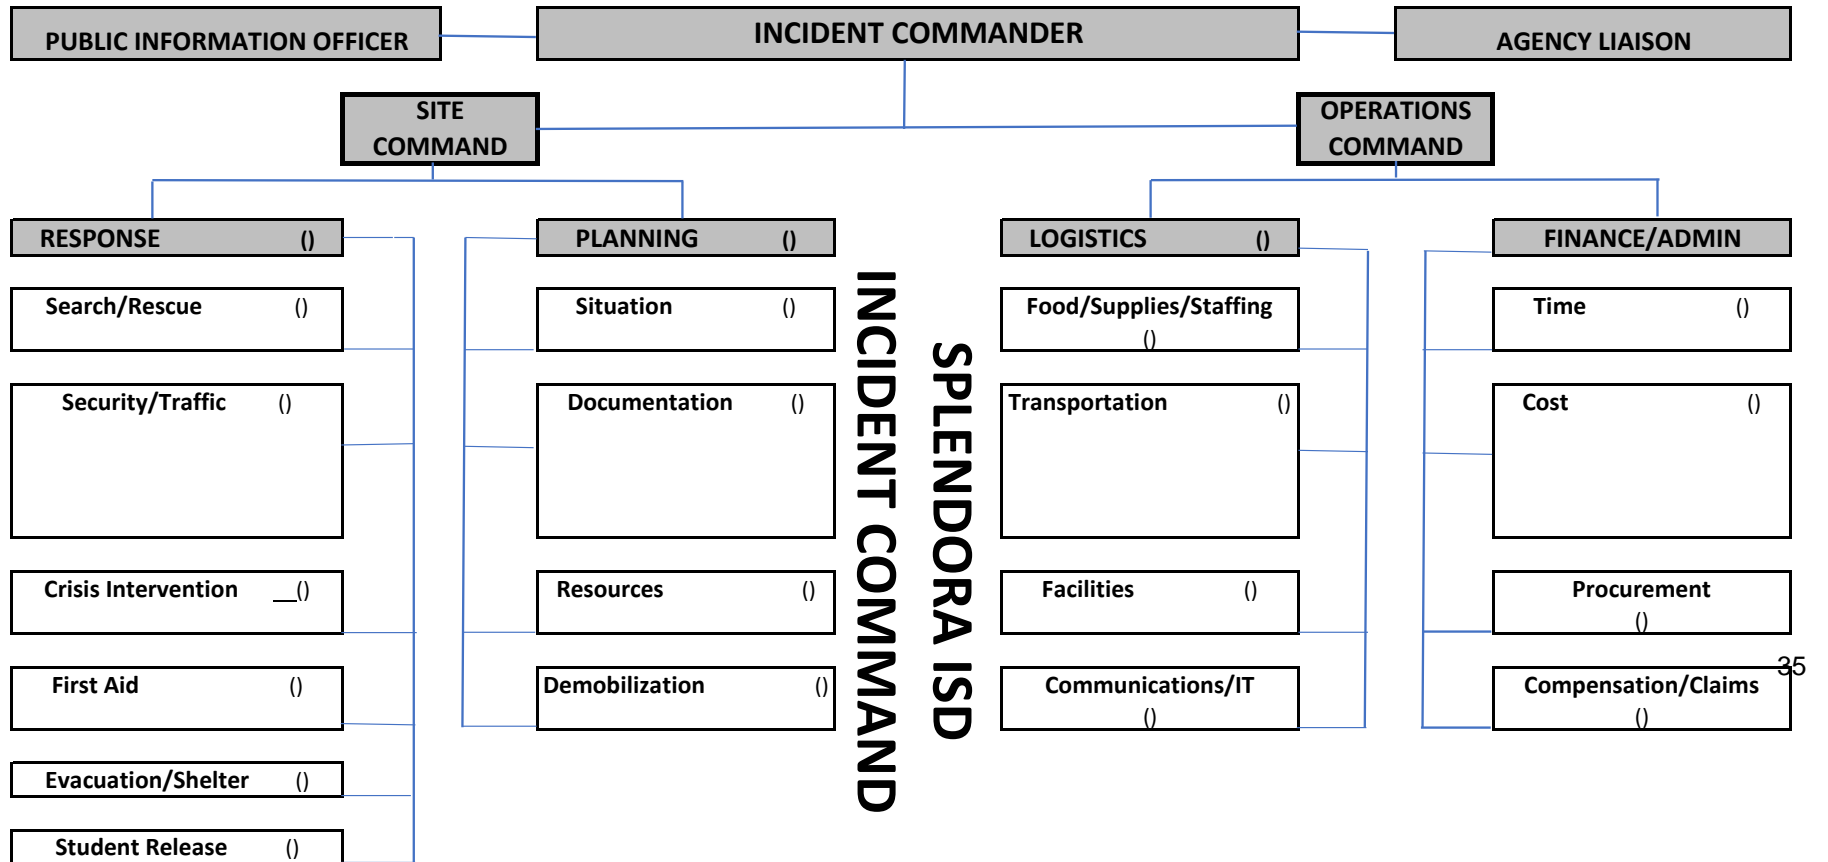 PUBLIC INFORMATION OFFICER
INCIDENT COMMANDER
AGENCY LIAISON
SITE
COMMAND
OPERATIONS
COMMAND
RESPONSE ()
PLANNING ()
LOGISTICS ()
FINANCE/ADMIN
Search/Rescue ()
Situation ()
Food/Supplies/Staffing
()
Time ()
Security/Traffic ()
Documentation ()
Transportation ()
Cost ()
Crisis Intervention __()
Resources ()
Facilities ()
Procurement
()
First Aid ()
Demobilization ()
Communications/IT
()
Compensation/Claims
()
Evacuation/Shelter ()
Student Release ()
SPLENDORA ISD
INCIDENT COMMAND
35